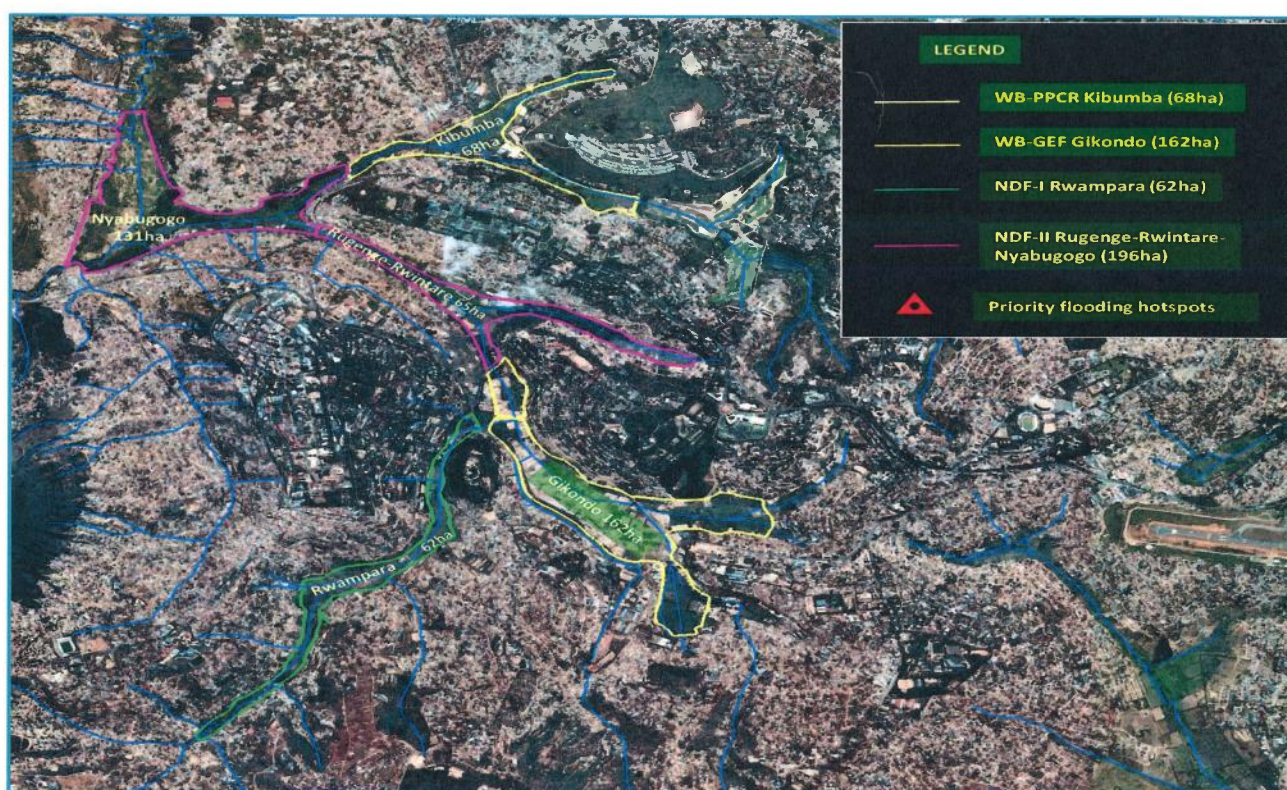 LEGEND
WB-PPCR Kibumba (68ha)
WB-GEF Gikondo (162ha)
NDF-I Rwampara (62ha)
NDF-II Rugenge-Rwintare-
Nyabugogo (196ha)
Priority flooding hotspots
Kibumba
68ha
Nyabugogo
131ha
Rugenge-Rwintare 65ha
Gikondo 162ha
Rwampara 62ha